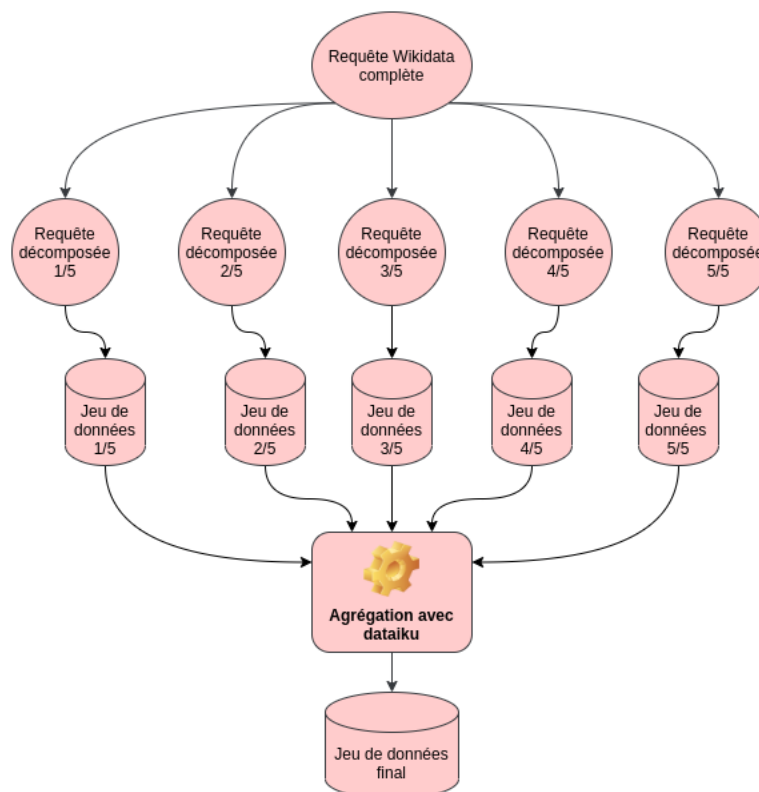 Requête Wikidata
complète
Requête
décomposée
1/5
Requête
décomposée
2/5
Requête
décomposée
3/5
Requête
décomposée
4/5
Requête
décomposée
5/5
Jeu de
données
1/5
Jeu de
données
2/5
Jeu de
données
3/5
Jeu de
données
4/5
Jeu de
données
5/5
Agrégation avec
dataiku
Jeu de données
final